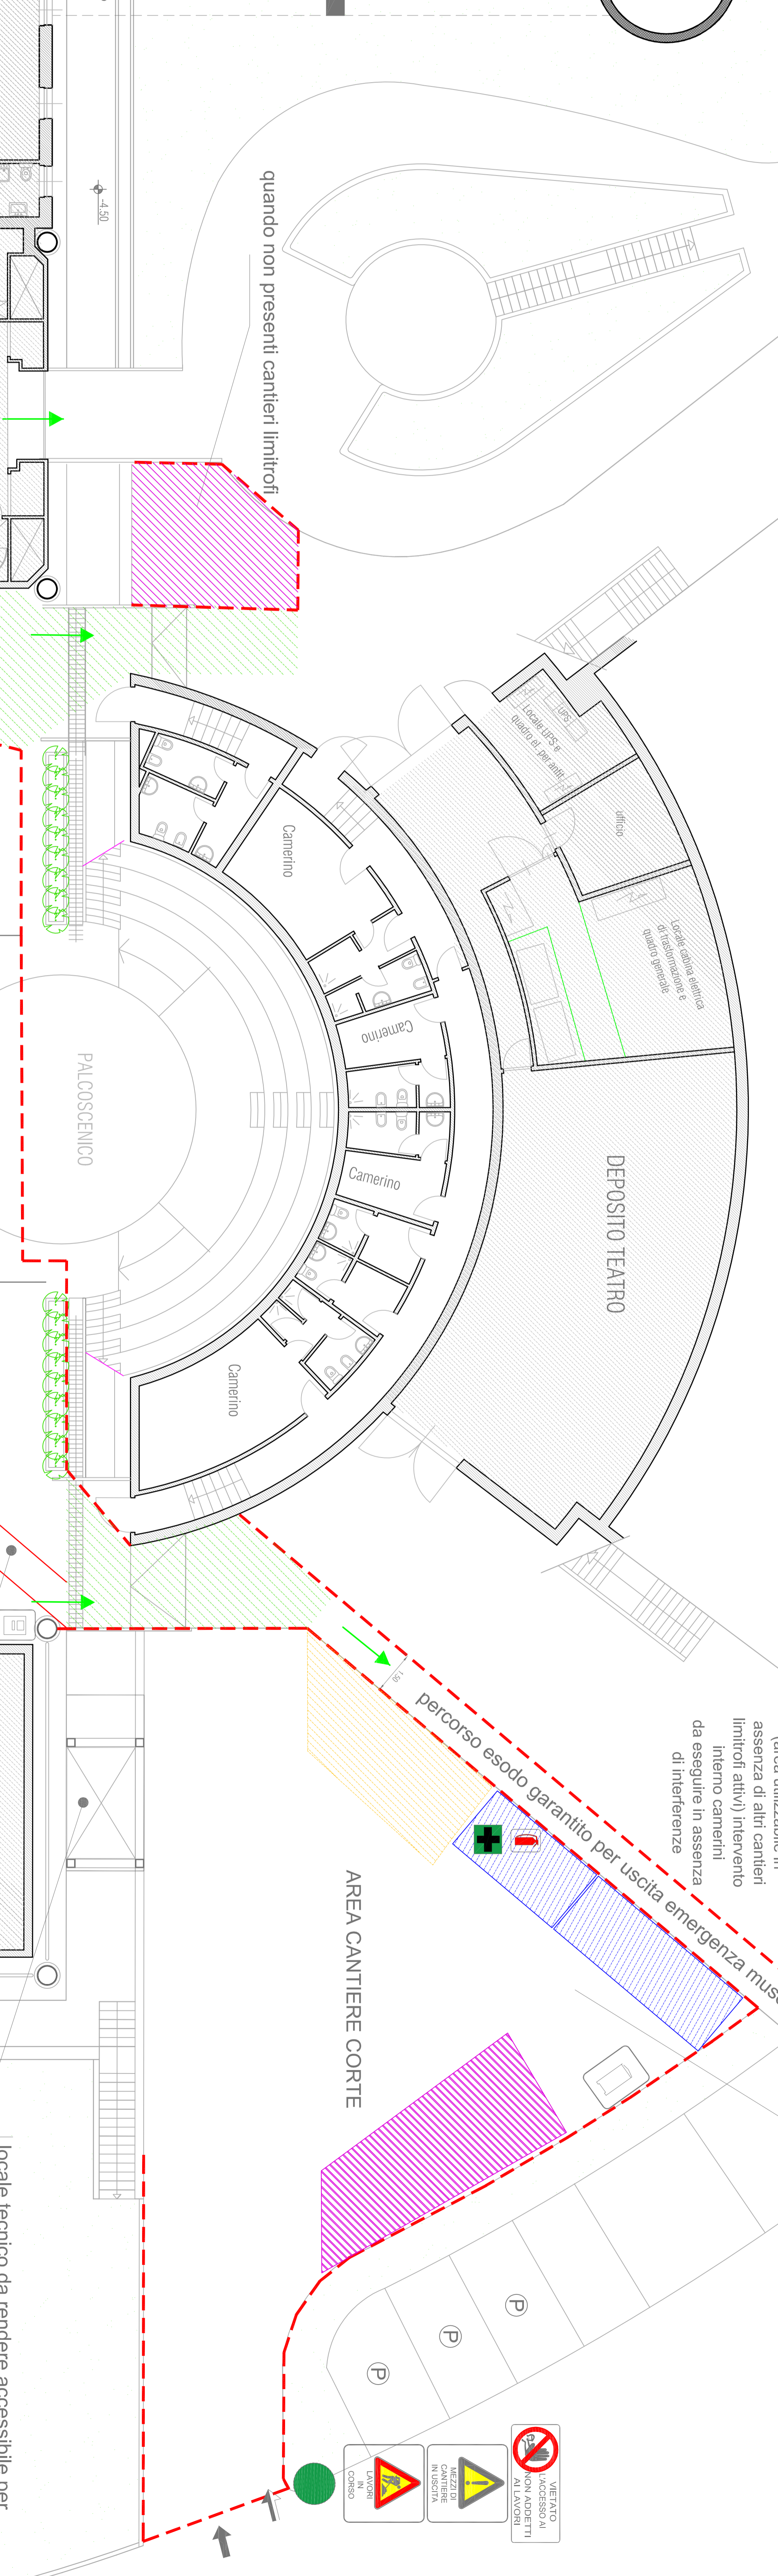 -4.50
quando non presenti cantieri limitrofi
UPS
Locale UPS e
quadro el. per anfit.
ufficio
Locale cabina elettrica
di trasformazione e
quadro generale
Camerino
Camerino
Camerino
Camerino
PALCOSCENICO
DEPOSITO TEATRO
1.50
percorso esodo garantito per uscita emergenza
assenza di altri cantieri
limitrofi attivi) intervento
interno camerini
da eseguire in assenza
di interferenze
AREA CANTIERE CORTE
locale tecnico da rendere accessibile per
P
P
P
VIETATO
L'ACCESSO AI
NON ADDETTI
AI LAVORI
MEZZI DI
CANTIERE
IN USCITA
LAVORI
IN
CORSO